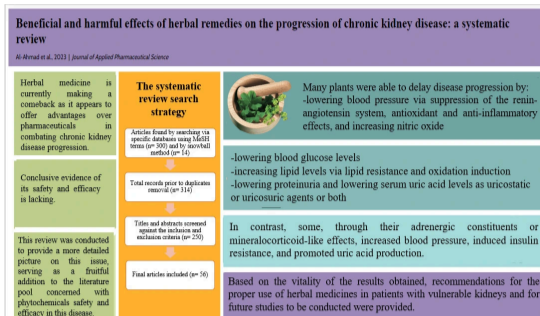 Beneficial and harmful effects of herbal remedies on the progression of chronic kidney disease: a systematic
review
Al-Ahmad et al., 2023 | Journal of Applied Pharmaceutical Science
Herbal medicine is
currently making a
comeback as it appears to
offer advantages over
pharmaceuticals in
combating chronic kidney
disease progression.
Conclusive evidence of
its safety and efficacy
is lacking.
This review was conducted
to provide a more detailed
picture on this issue,
serving as a fruitful
addition to the literature
pool concerned with
phytochemicals safety and
efficacy in this disease.
The systematic
review search
strategy
Articles found by searching via
specific databases using MeSH
terms (n= 300) and by snowball
method (n= 14)
Total records prior to duplicates
removal (n= 314)
Titles and abstracts screened
against the inclusion and
exclusion criteria (n= 250)
Final articles included (n= 56)
Many plants were able to delay disease progression by:
-lowering blood pressure via suppression of the renin-
angiotensin system, antioxidant and anti-inflammatory
effects, and increasing nitric oxide
-lowering blood glucose levels
-increasing lipid levels via lipid resistance and oxidation induction
-lowering proteinuria and lowering serum uric acid levels as uricostatic
or uricosuric agents or both
In contrast, some, through their adrenergic constituents or
mineralocorticoid-like effects, increased blood pressure, induced insulin
resistance, and promoted uric acid production.
Based on the vitality of the results obtained, recommendations for the
proper use of herbal medicines in patients with vulnerable kidneys and for
future studies to be conducted were provided.